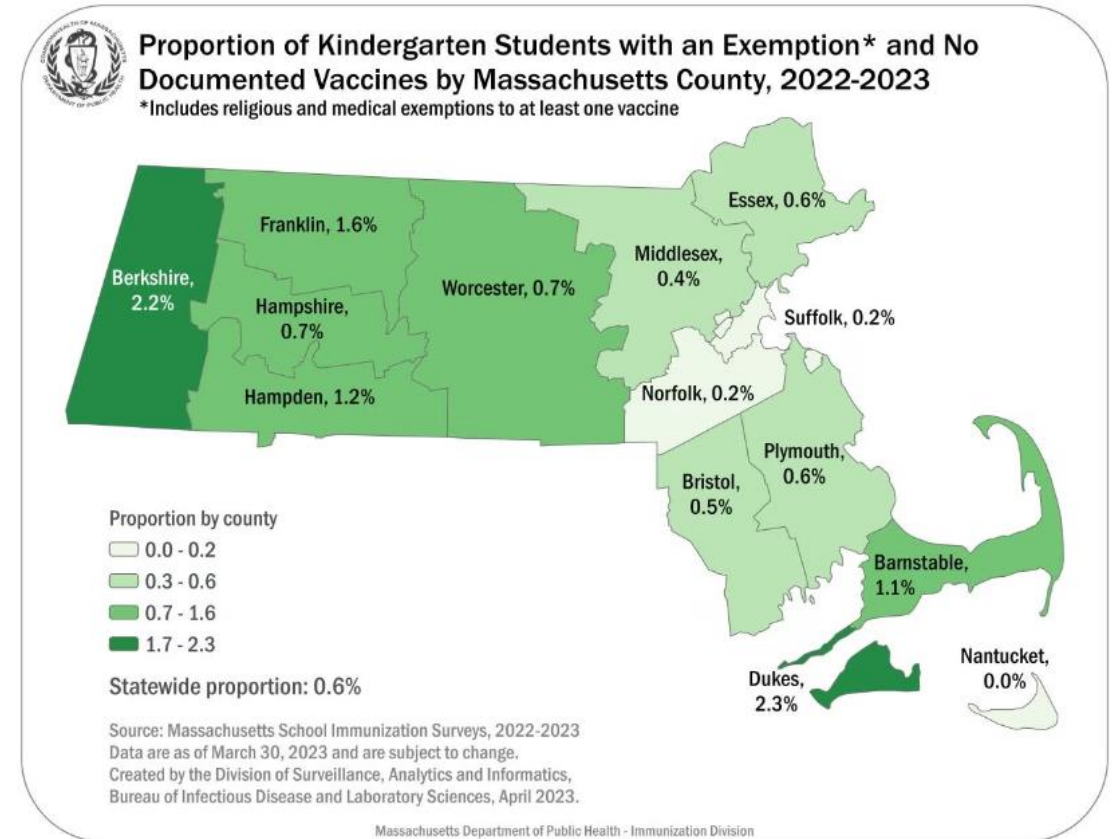 COMMONWEALTH OF MASSACHUSETTS
DEPARTMENT OF PUBLIC HEALTH
Proportion of Kindergarten Students with an Exemption* and No
Documented Vaccines by Massachusetts County, 2022-2023
*Includes religious and medical exemptions to at least one vaccine
Essex, 0.6%
Franklin, 1.6%
Middlesex,
0.4%
Berkshire,
2.2%
Worcester, 0.7%
Hampshire,
0.7%
Suffolk, 0.2%
Hampden, 1.2%
Norfolk, 0.2%
Plymouth,
0.6%
Bristol,
0.5%
Barnstable,
1.1%
Dukes,
2.3%
Nantucket,
0.0%
Proportion by county
0.0 - 0.2
0.3 - 0.6
0.7 - 1.6
1.7 - 2.3
Statewide proportion: 0.6%
Source: Massachusetts School Immunization Surveys, 2022-2023
Data are as of March 30, 2023 and are subject to change.
Created by the Division of Surveillance, Analytics and Informatics,
Bureau of Infectious Disease and Laboratory Sciences, April 2023.
Massachusetts Department of Public Health - Immunization Division